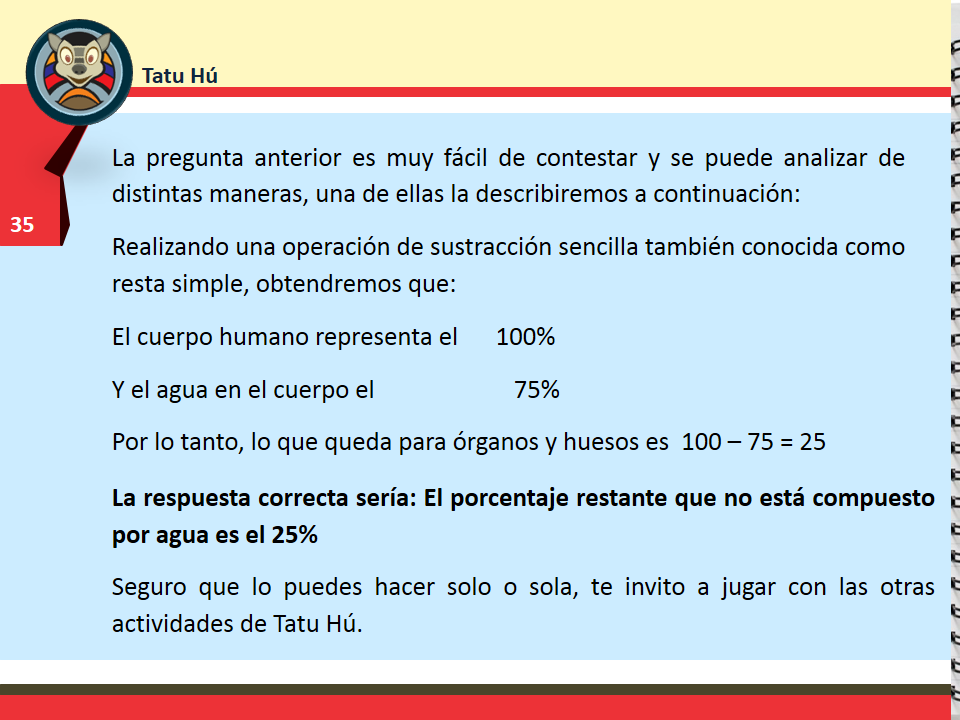 Tatu Hú
La pregunta anterior es muy fácil de contestar y se puede analizar de
distintas maneras, una de ellas la describiremos a continuación:
35
Realizando una operación de sustracción sencilla también conocida como
resta simple, obtendremos que:
El cuerpo humano representa el 100%
Y el agua en el cuerpo el 75%
Por lo tanto, lo que queda para órganos y huesos es 100 – 75 = 25
La respuesta correcta sería: El porcentaje restante que no está compuesto
por agua es el 25%
Seguro que lo puedes hacer solo o sola, te invito a jugar con las otras
actividades de Tatu Hú.